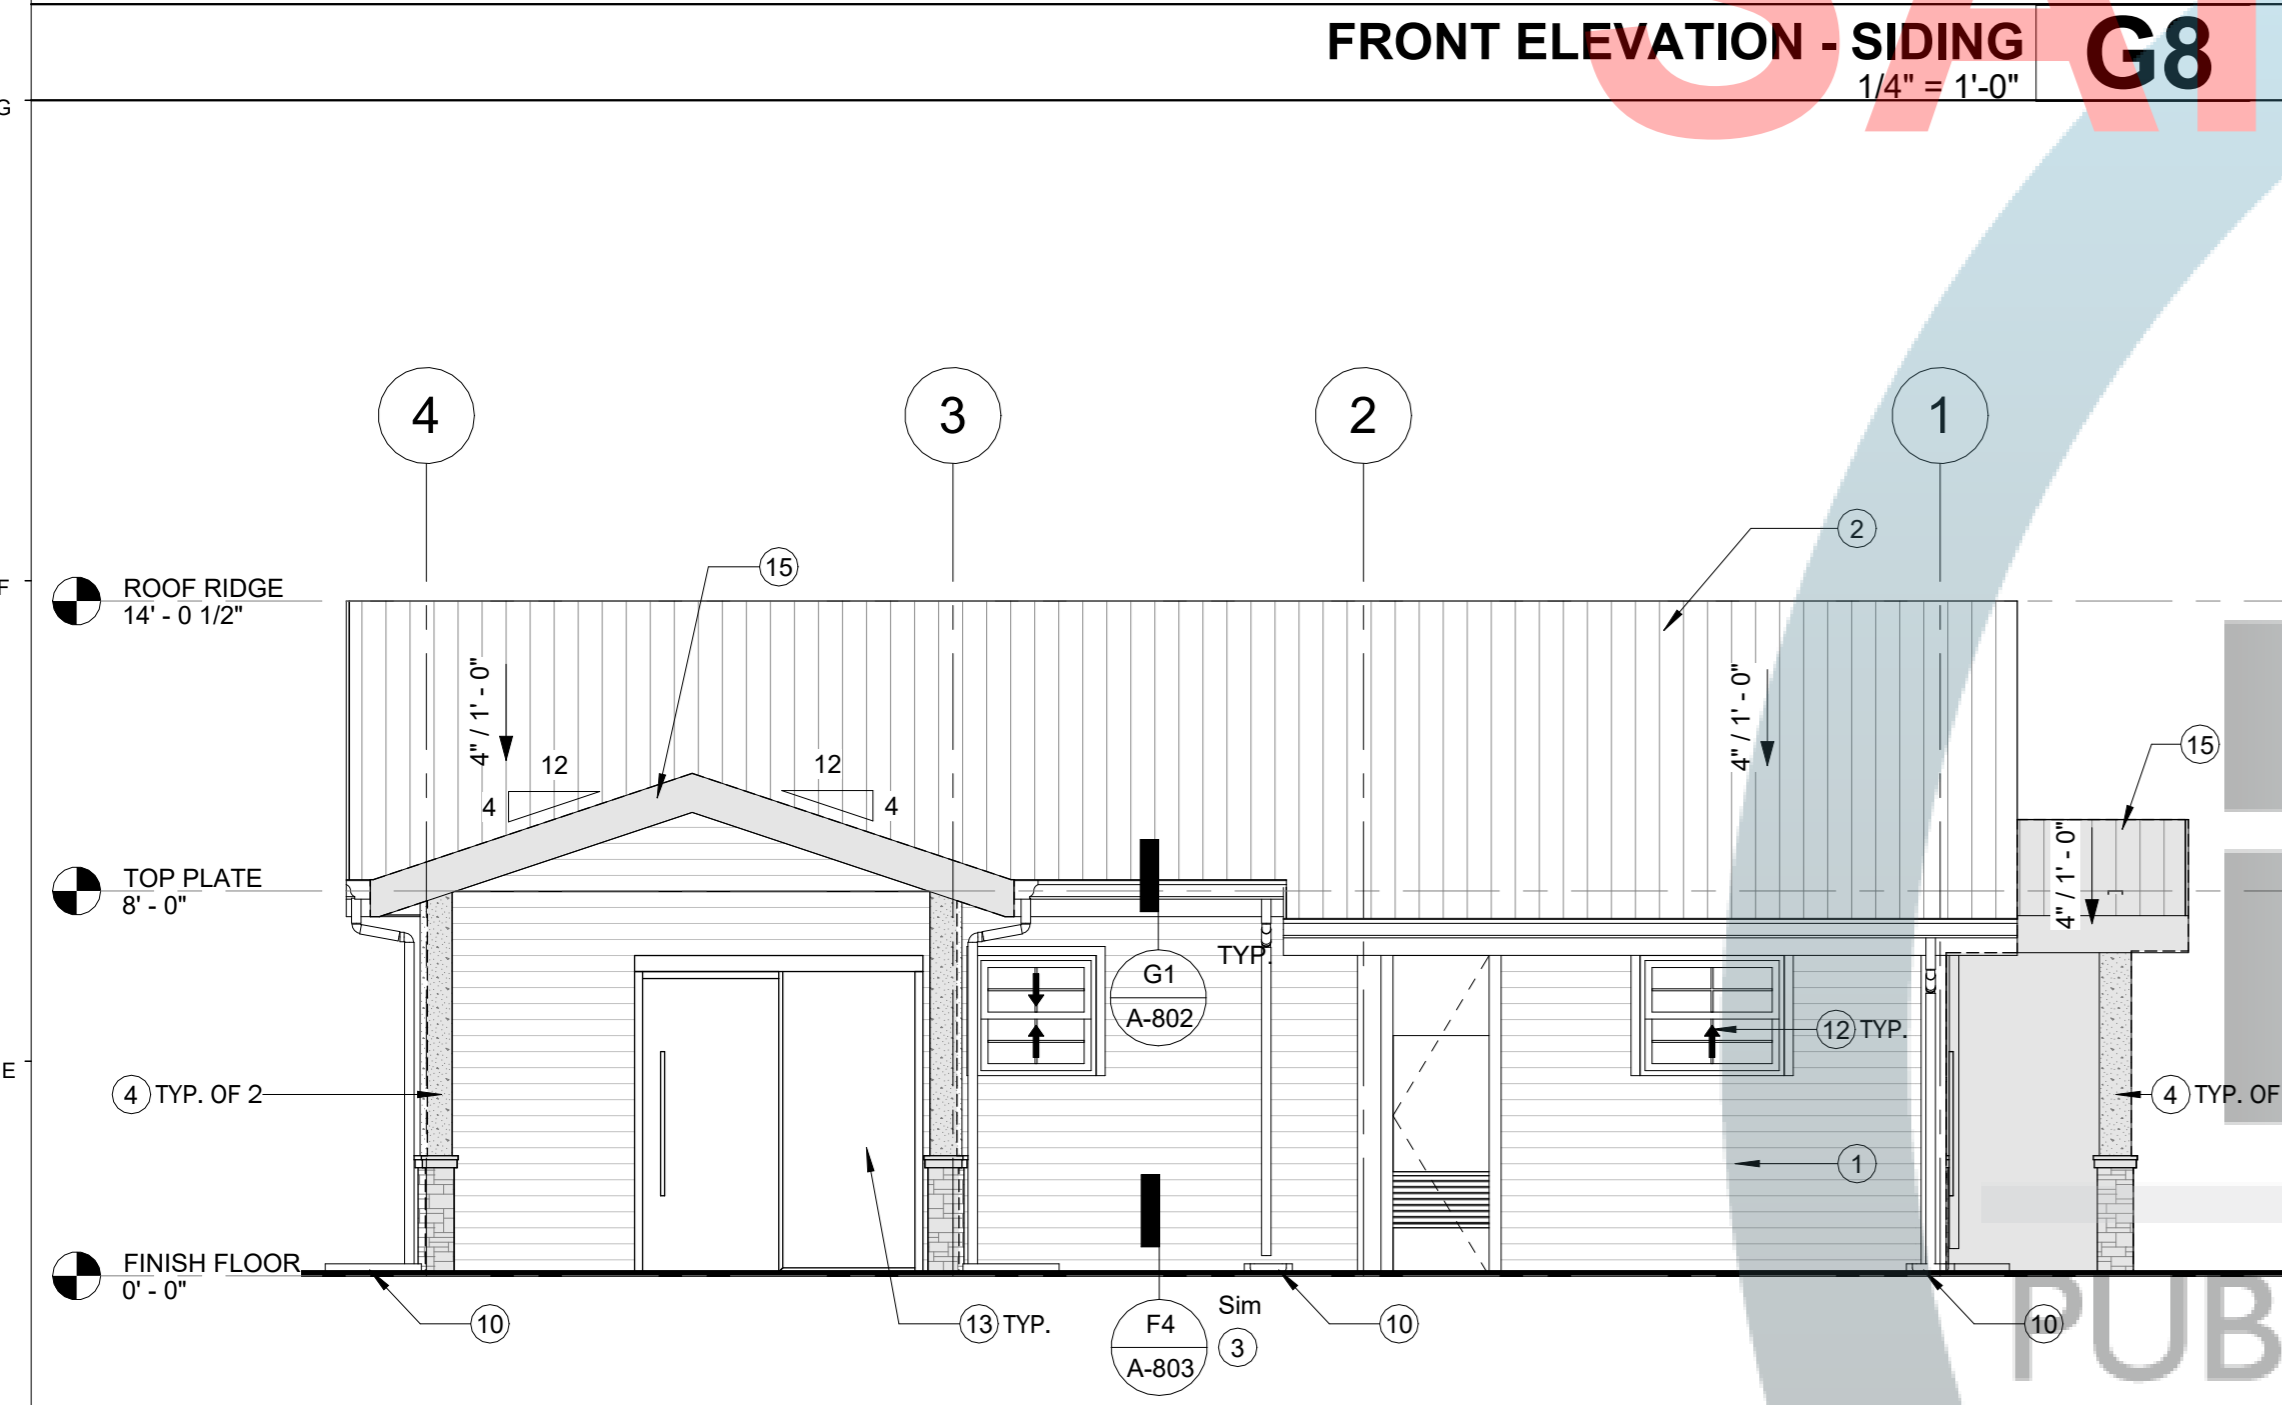 FRONT ELEVATION - SIDING
1/4" = 1'-0"
G8
SA
G
4
3
2
1
2
15
F
ROOF RIDGE
14' - 0 1/2"
4" / 1' - 0"
4" / 1' - 0"
15
12
12
4
4
4" / 1' - 0"
TOP PLATE
8' - 0"
TYP.
G1
A-802
12 TYP.
E
4 TYP. OF 2
4 TYP. OF
1
FINISH FLOOR
0' - 0"
10
13 TYP.
F4
A-803
Sim
3
10
10
PUB